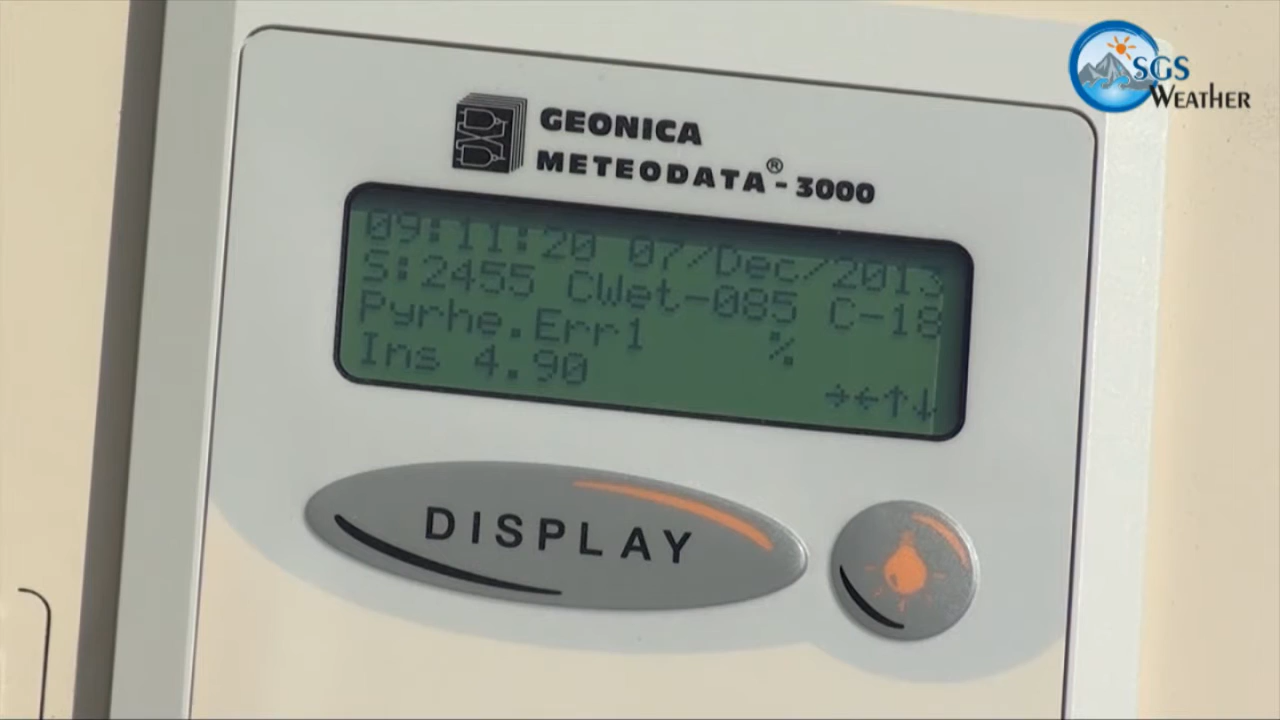 SGS
WEATHER
GEONICA
METEODATA® - 3000
09:11:20 07/Dec/2013
S:2455 CWet-085 C-18
Pyrhe.Err1 %
Ins 4.90 →←↑↓
DISPLAY